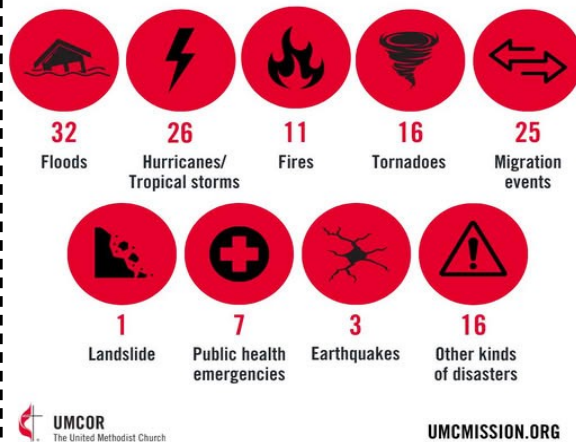 32
Floods
26
Hurricanes/
Tropical storms
11
Fires
16
Tornadoes
25
Migration
events
1
Landslide
7
Public health
emergencies
3
Earthquakes
16
Other kinds
of disasters
UMCOR
The United Methodist Church
UMCMISSION.ORG